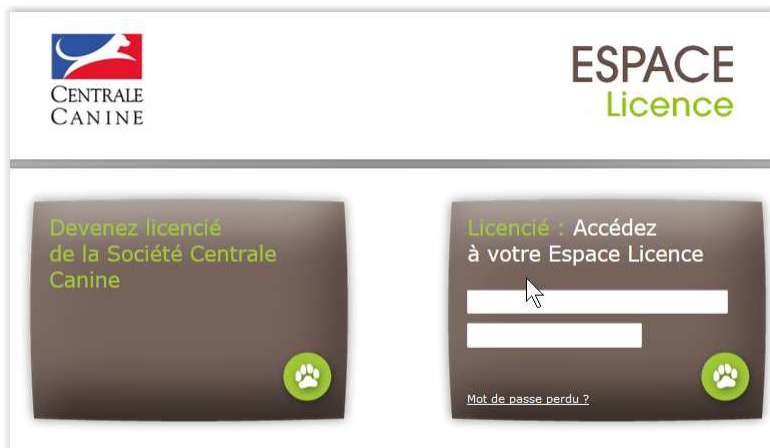 CENTRALE
CANINE
ESPACE
Licence
Devenez licencié
de la Société Centrale
Canine
Licencié : Accédez
à votre Espace Licence
Mot de passe perdu ?